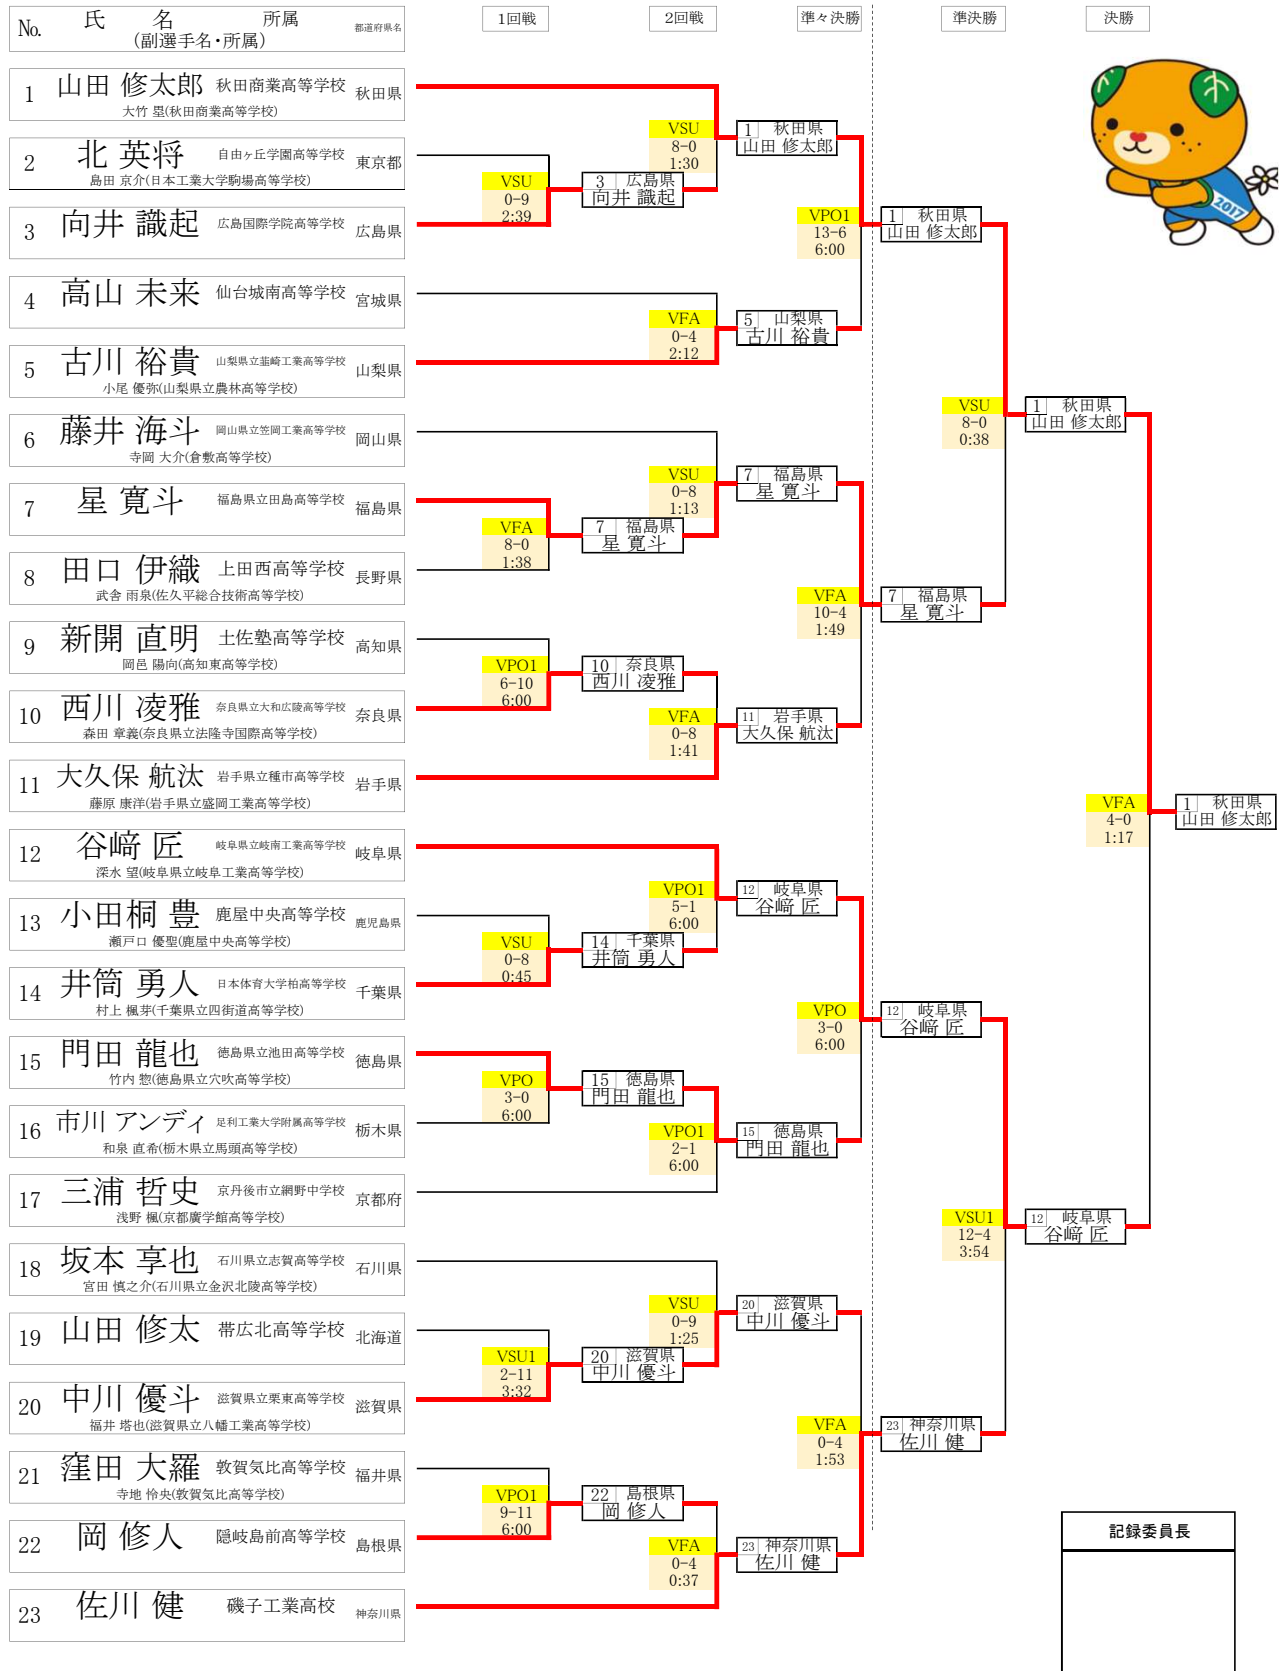 No. 氏 名 所属 都道府県名
(副選手名・所属)
1回戦 2回戦 準々決勝 準決勝 決勝
1 山田 修太郎 秋田商業高等学校 秋田県
大竹 塁(秋田商業高等学校)
2 北 英将 自由ヶ丘学園高等学校 東京都
島田 京介(日本工業大学駒場高等学校)
3 向井 識起 広島国際学院高等学校 広島県
4 高山 未来 仙台城南高等学校 宮城県
5 古川 裕貴 山梨県立韮崎工業高等学校 山梨県
小尾 優弥(山梨県立農林高等学校)
6 藤井 海斗 岡山県立笠岡工業高等学校 岡山県
寺岡 大介(倉敷高等学校)
7 星 寛斗 福島県立田島高等学校 福島県
8 田口 伊織 上田西高等学校 長野県
武舎 雨泉(佐久平総合技術高等学校)
9 新開 直明 土佐塾高等学校 高知県
岡邑 陽向(高知東高等学校)
10 西川 凌雅 奈良県立大和広陵高等学校 奈良県
森田 章義(奈良県立法隆寺国際高等学校)
11 大久保 航汰 岩手県立種市高等学校 岩手県
藤原 康洋(岩手県立盛岡工業高等学校)
12 谷﨑 匠 岐阜県立岐南工業高等学校 岐阜県
深水 望(岐阜県立岐阜工業高等学校)
13 小田桐 豊 鹿屋中央高等学校 鹿児島県
瀬戸口 優聖(鹿屋中央高等学校)
14 井筒 勇人 日本体育大学柏高等学校 千葉県
村上 楓芽(千葉県立四街道高等学校)
15 門田 龍也 徳島県立池田高等学校 徳島県
竹内 惣(徳島県立穴吹高等学校)
16 市川 アンディ 足利工業大学附属高等学校 栃木県
和泉 直希(栃木県立馬頭高等学校)
17 三浦 哲史 京丹後市立網野中学校 京都府
浅野 楓(京都廣学館高等学校)
18 坂本 享也 石川県立志賀高等学校 石川県
宮田 慎之介(石川県立金沢北陵高等学校)
19 山田 修太 帯広北高等学校 北海道
20 中川 優斗 滋賀県立栗東高等学校 滋賀県
福井 塔也(滋賀県立八幡工業高等学校)
21 窪田 大羅 敦賀気比高等学校 福井県
寺地 怜央(敦賀気比高等学校)
22 岡 修人 隠岐島前高等学校 島根県
23 佐川 健 磯子工業高校 神奈川県
VSU
0-9
2:39
VFA
8-0
1:38
VPO1
6-10
6:00
VSU
0-8
0:45
VPO
3-0
6:00
VSU1
2-11
3:32
VPO1
9-11
6:00
3 広島県
向井 識起
7 福島県
星 寛斗
10 奈良県
西川 凌雅
14 千葉県
井筒 勇人
15 徳島県
門田 龍也
20 滋賀県
中川 優斗
22 島根県
岡 修人
VSU
8-0
1:30
VFA
0-4
2:12
VSU
0-8
1:13
VFA
0-8
1:41
VPO1
5-1
6:00
VPO1
2-1
6:00
VSU
0-9
1:25
VFA
0-4
0:37
1 秋田県
山田 修太郎
5 山梨県
古川 裕貴
7 福島県
星 寛斗
11 岩手県
大久保 航汰
12 岐阜県
谷﨑 匠
15 徳島県
門田 龍也
20 滋賀県
中川 優斗
23 神奈川県
佐川 健
VPO1
13-6
6:00
VFA
10-4
1:49
VPO
3-0
6:00
VFA
0-4
1:53
1 秋田県
山田 修太郎
7 福島県
星 寛斗
12 岐阜県
谷﨑 匠
23 神奈川県
佐川 健
VSU
8-0
0:38
VSU1
12-4
3:54
1 秋田県
山田 修太郎
12 岐阜県
谷﨑 匠
VFA
4-0
1:17
1 秋田県
山田 修太郎
2017
記録委員長